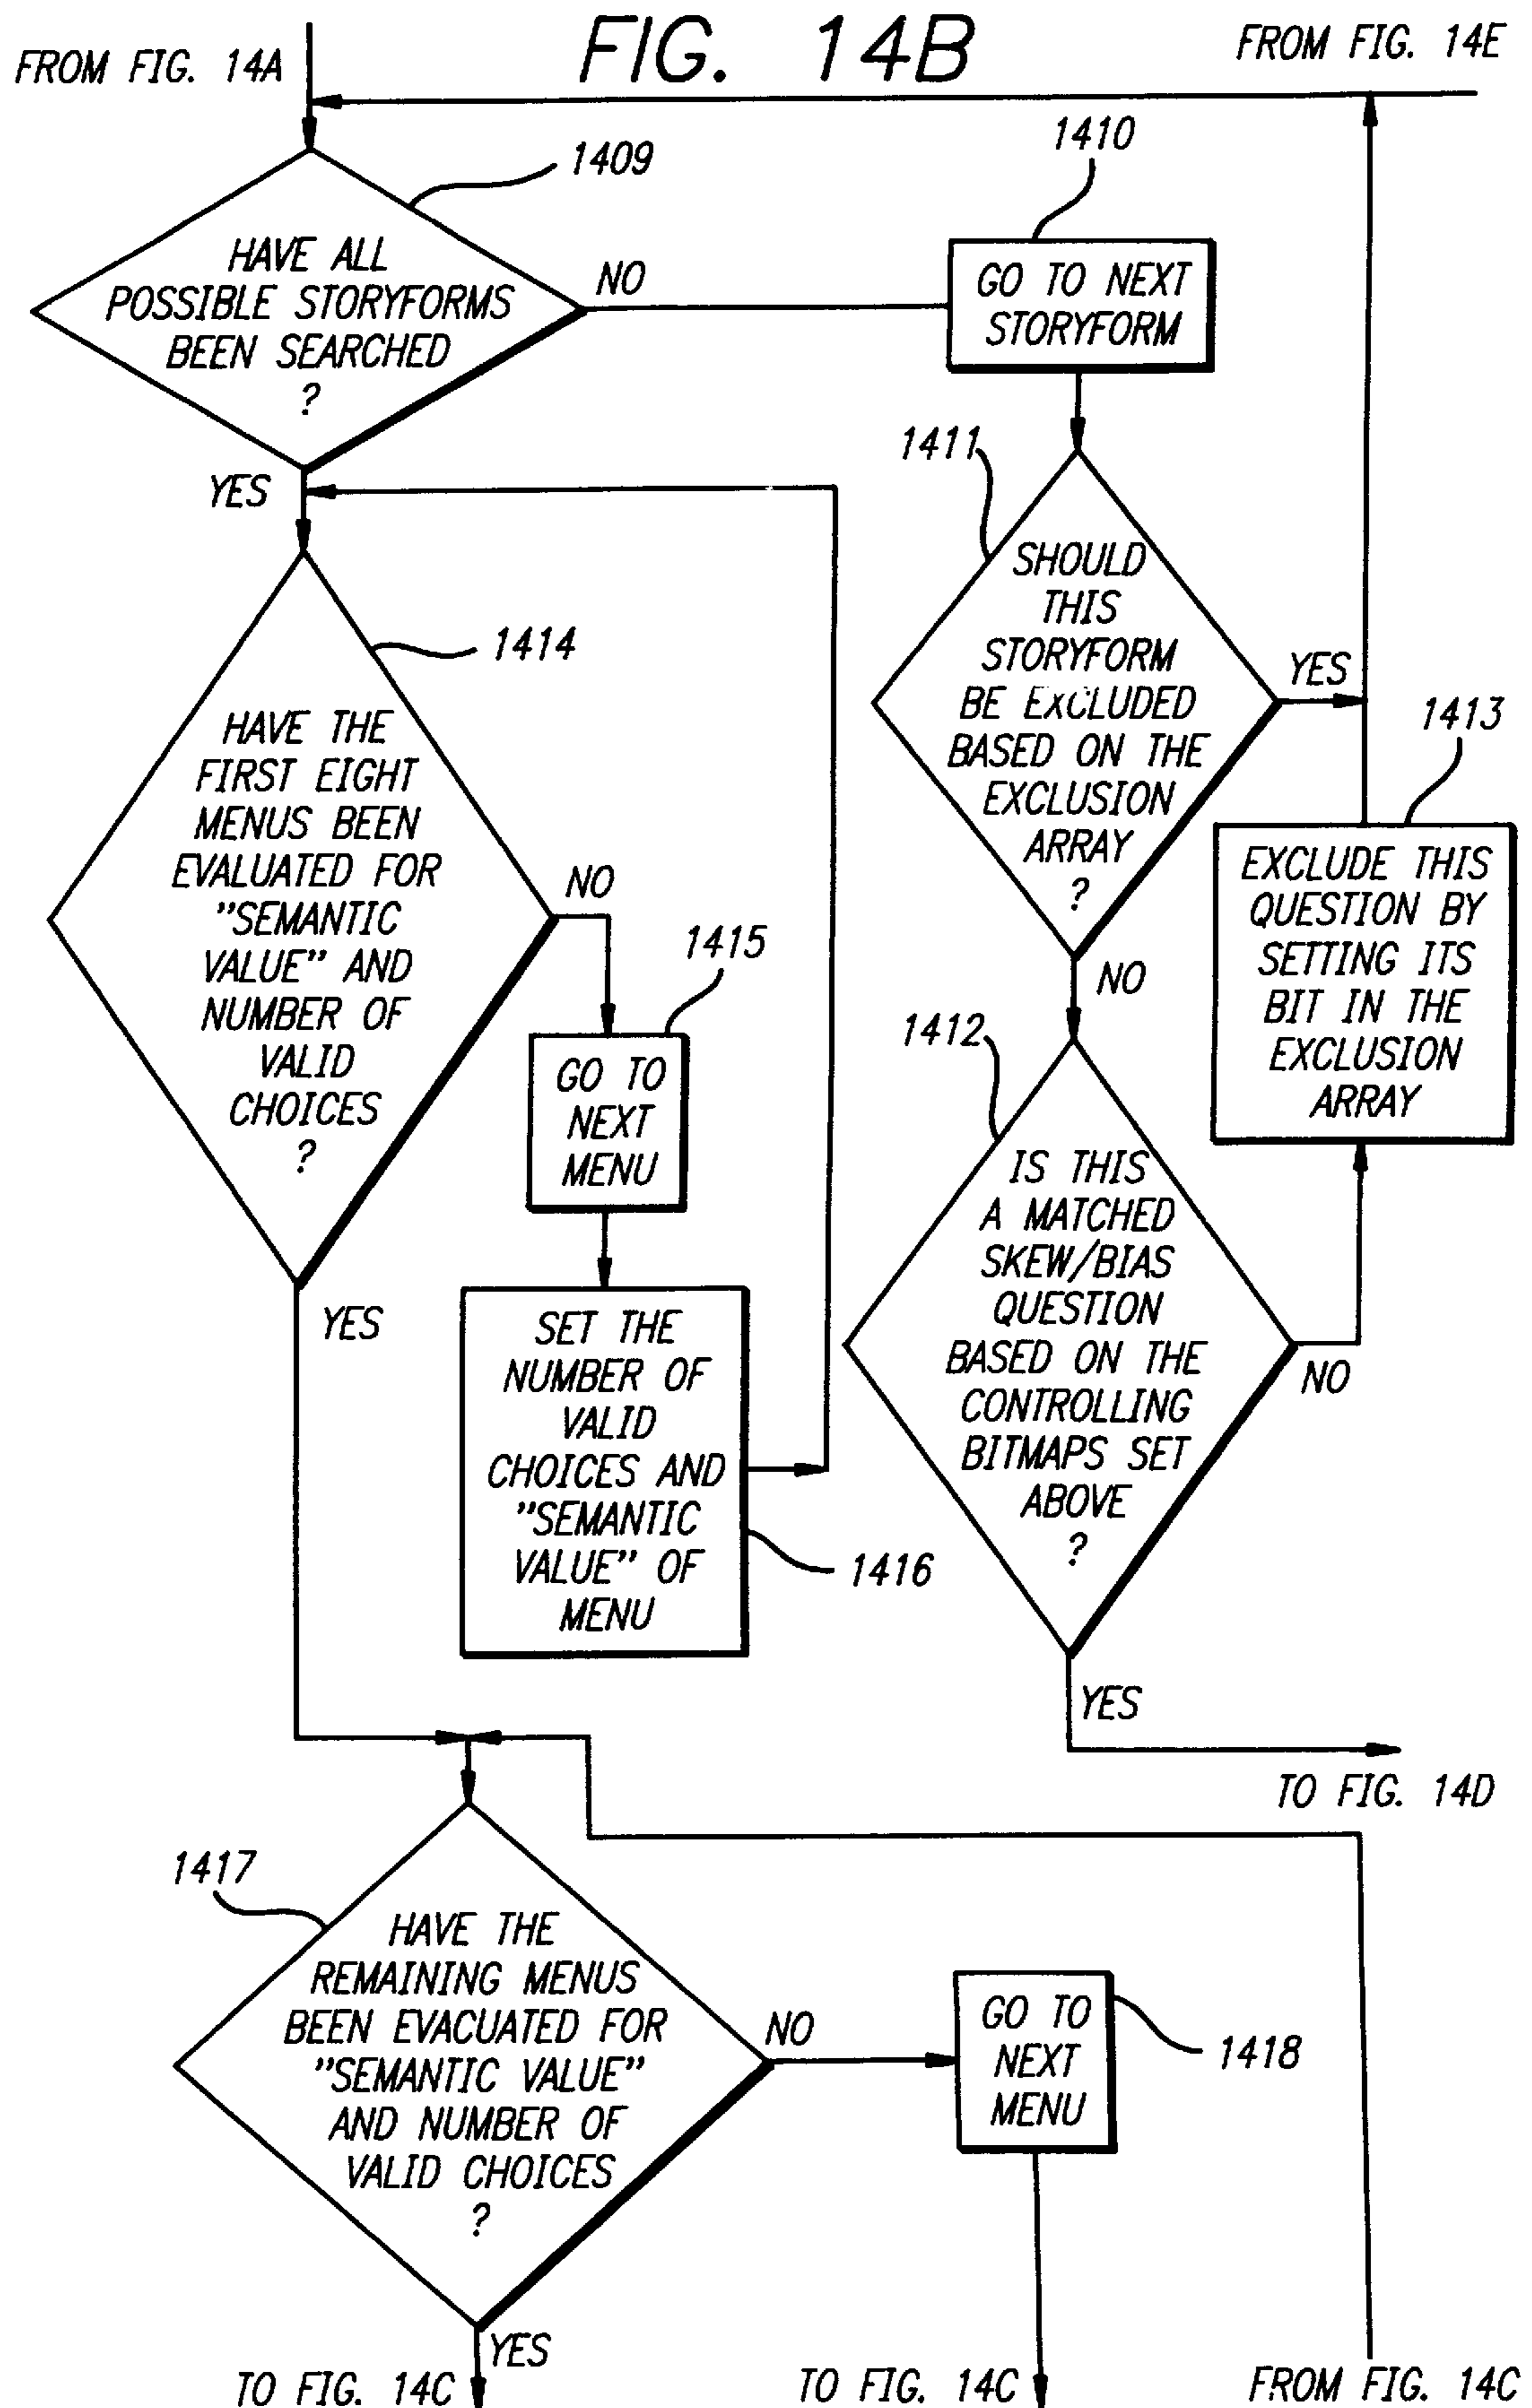 FIG. 14B
FROM FIG. 14A
FROM FIG. 14E
1409
HAVE ALL
POSSIBLE STORYFORMS
BEEN SEARCHED
?
NO
YES
1410
GO TO NEXT
STORYFORM
1411
SHOULD
THIS
STORYFORM
BE EXCLUDED
BASED ON THE
EXCLUSION
ARRAY
?
YES
NO
1413
EXCLUDE THIS
QUESTION BY
SETTING ITS
BIT IN THE
EXCLUSION
ARRAY
1414
HAVE THE
FIRST EIGHT
MENUS BEEN
EVALUATED FOR
"SEMANTIC
VALUE" AND
NUMBER OF
VALID
CHOICES
?
NO
YES
1415
GO TO
NEXT
MENU
SET THE
NUMBER OF
VALID
CHOICES AND
"SEMANTIC
VALUE" OF
MENU
1416
1412
IS THIS
A MATCHED
SKEW/BIAS
QUESTION
BASED ON THE
CONTROLLING
BITMAPS SET
ABOVE
?
NO
YES
TO FIG. 14D
1417
HAVE THE
REMAINING MENUS
BEEN EVACUATED FOR
"SEMANTIC VALUE"
AND NUMBER OF
VALID CHOICES
?
NO
YES
GO TO
NEXT
MENU
1418
TO FIG. 14C
TO FIG. 14C
FROM FIG. 14C